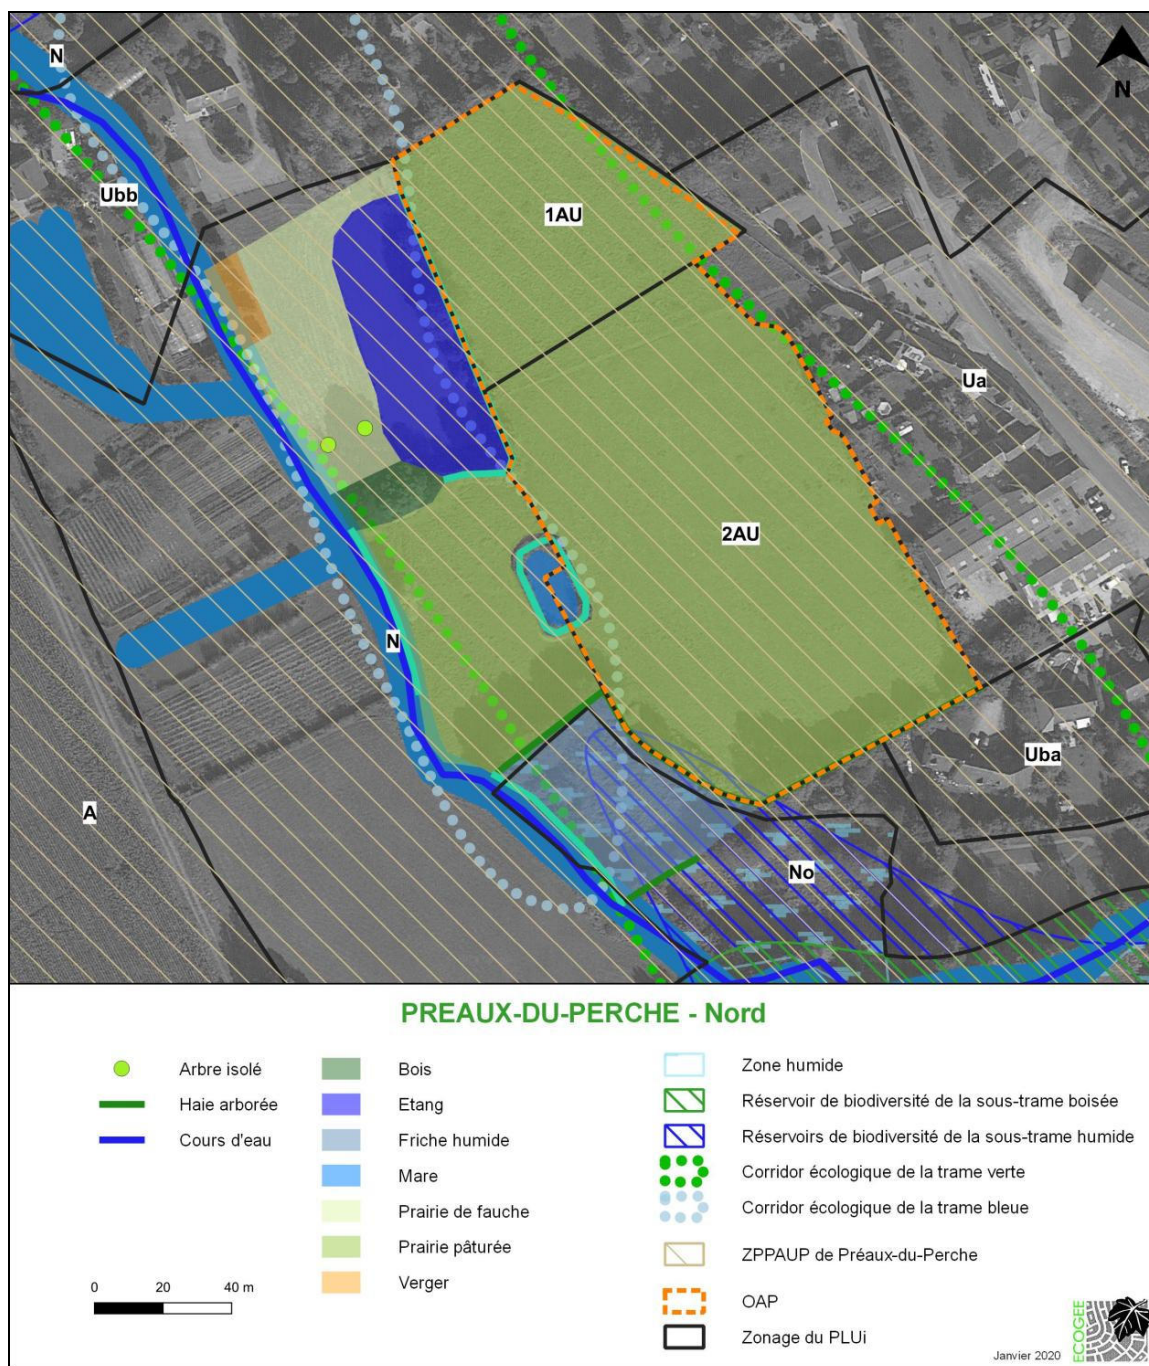 N
N
Ubb
1AU
Ua
2AU
N
Uba
A
No
PREAUX-DU-PERCHE - Nord
Arbre isolé
Haie arborée
Cours d'eau
Bois
Etang
Friche humide
Mare
Prairie de fauche
Prairie pâturée
Verger
Zone humide
Réservoir de biodiversité de la sous-trame boisée
Réservoirs de biodiversité de la sous-trame humide
Corridor écologique de la trame verte
Corridor écologique de la trame bleue
ZPPAUP de Préaux-du-Perche
OAP
Zonage du PLUi
0 20 40 m
Janvier 2020
ECOGEE